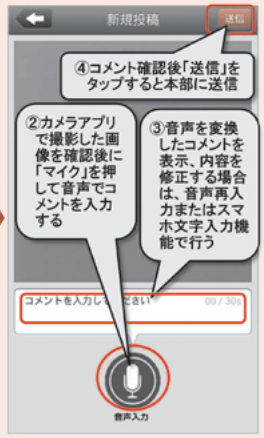 新規投稿
送信
④コメント確認後「送信」を
タップすると本部に送信
②カメラアプリ
で撮影した画
像を確認後に
「マイク」を押
して音声でコ
メントを入力
する
③音声を変換
したコメントを
表示、内容を
修正する場合
は、音声再入
力またはスマ
ホ文字入力機
能で行う
コメントを入力してください
00 / 30s
音声入力